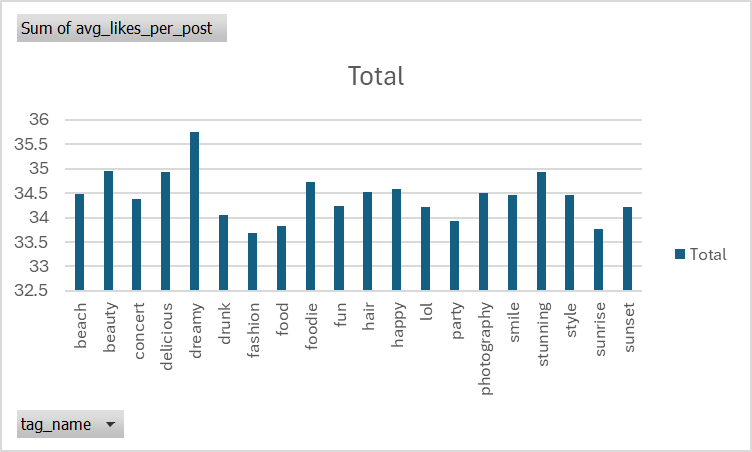 Sum of avg_likes_per_post
Total
36
35.5
35
34.5
34
33.5
33
32.5
beach
beauty
concert
delicious
dreamy
drunk
fashion
food
foodie
fun
hair
happy
lol
party
photography
smile
stunning
style
sunrise
sunset
Total
tag_name